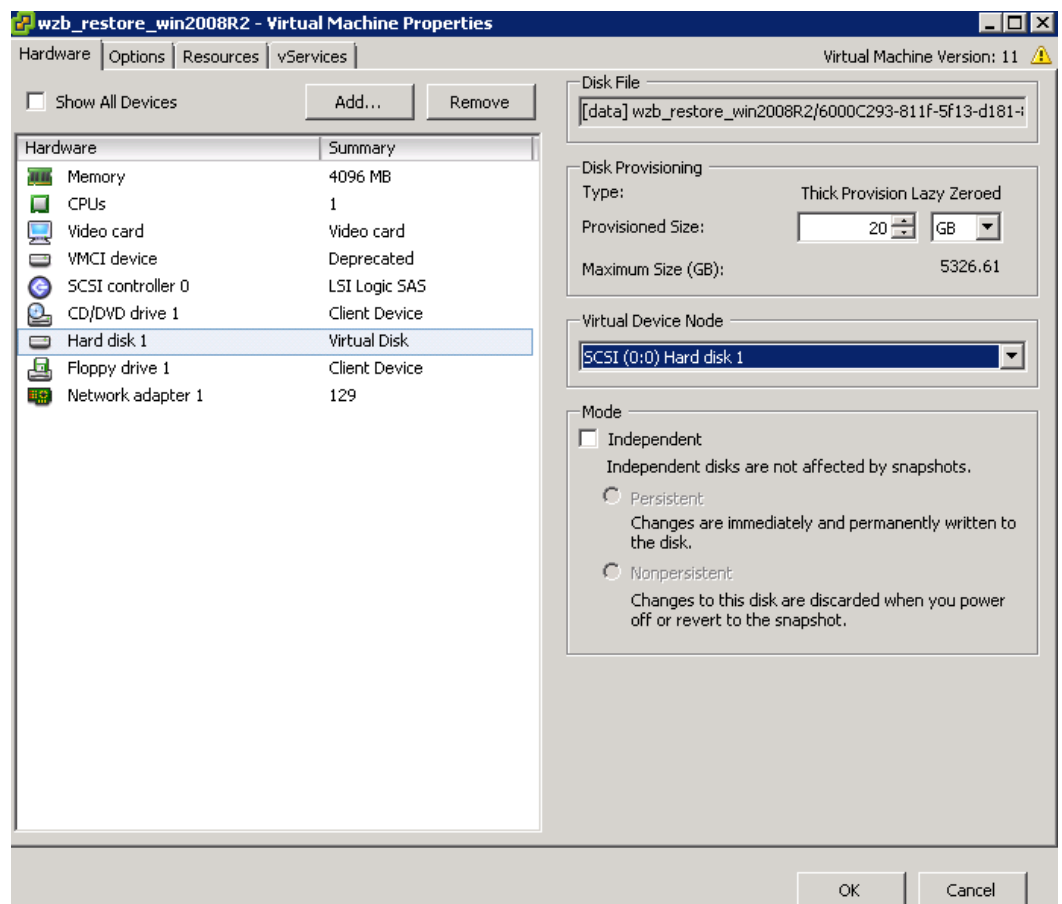 wzb_restore_win2008R2 - Virtual Machine Properties
Hardware Options Resources vServices
Virtual Machine Version: 11
Show All Devices
Add...
Remove
Hardware Summary
Memory 4096 MB
CPUs 1
Video card Video card
VMCI device Deprecated
SCSI controller 0 LSI Logic SAS
CD/DVD drive 1 Client Device
Hard disk 1 Virtual Disk
Floppy drive 1 Client Device
Network adapter 1 129
Disk File
[data] wzb_restore_win2008R2/6000C293-811f-5f13-d181-
Disk Provisioning
Type: Thick Provision Lazy Zeroed
Provisioned Size: 20 GB
Maximum Size (GB): 5326.61
Virtual Device Node
SCSI (0:0) Hard disk 1
Mode
Independent
Independent disks are not affected by snapshots.
Persistent
Changes are immediately and permanently written to
the disk.
Nonpersistent
Changes to this disk are discarded when you power
off or revert to the snapshot.
OK
Cancel